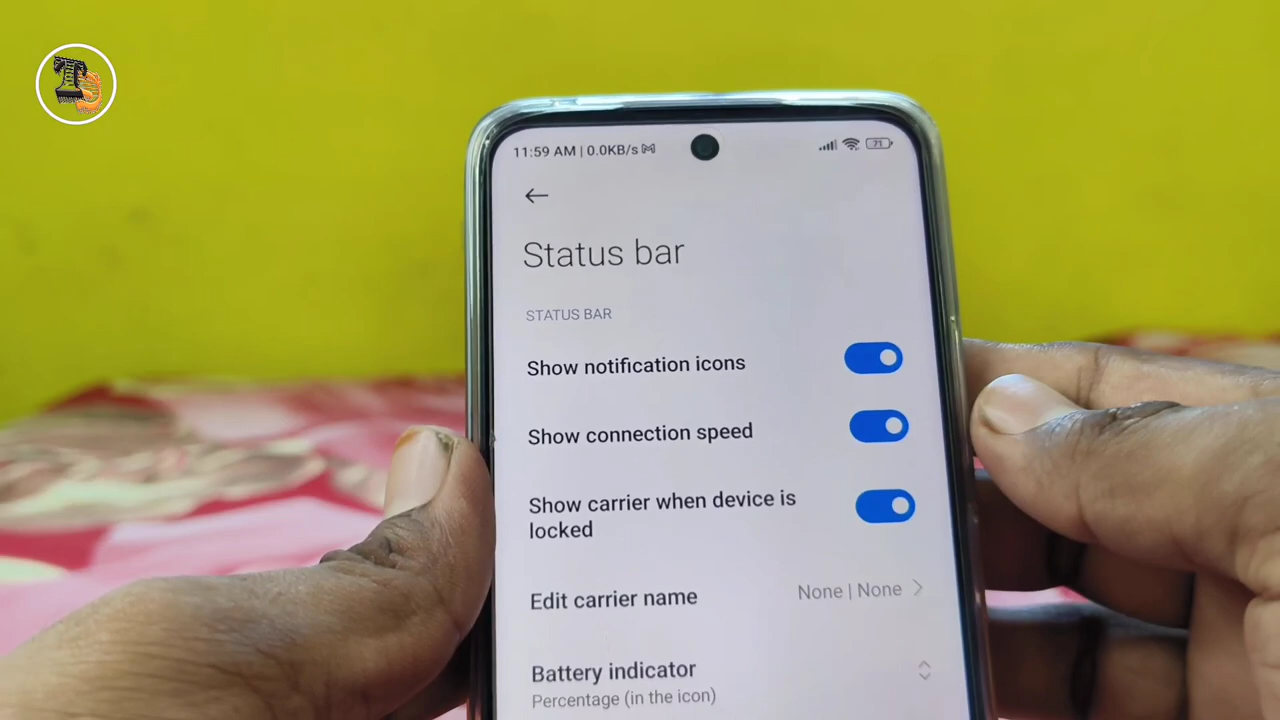 11:59 AM | 0.0KB/s
71
Status bar
STATUS BAR
Show notification icons
Show connection speed
Show carrier when device is
locked
Edit carrier name
None | None
Battery indicator
Percentage (in the icon)